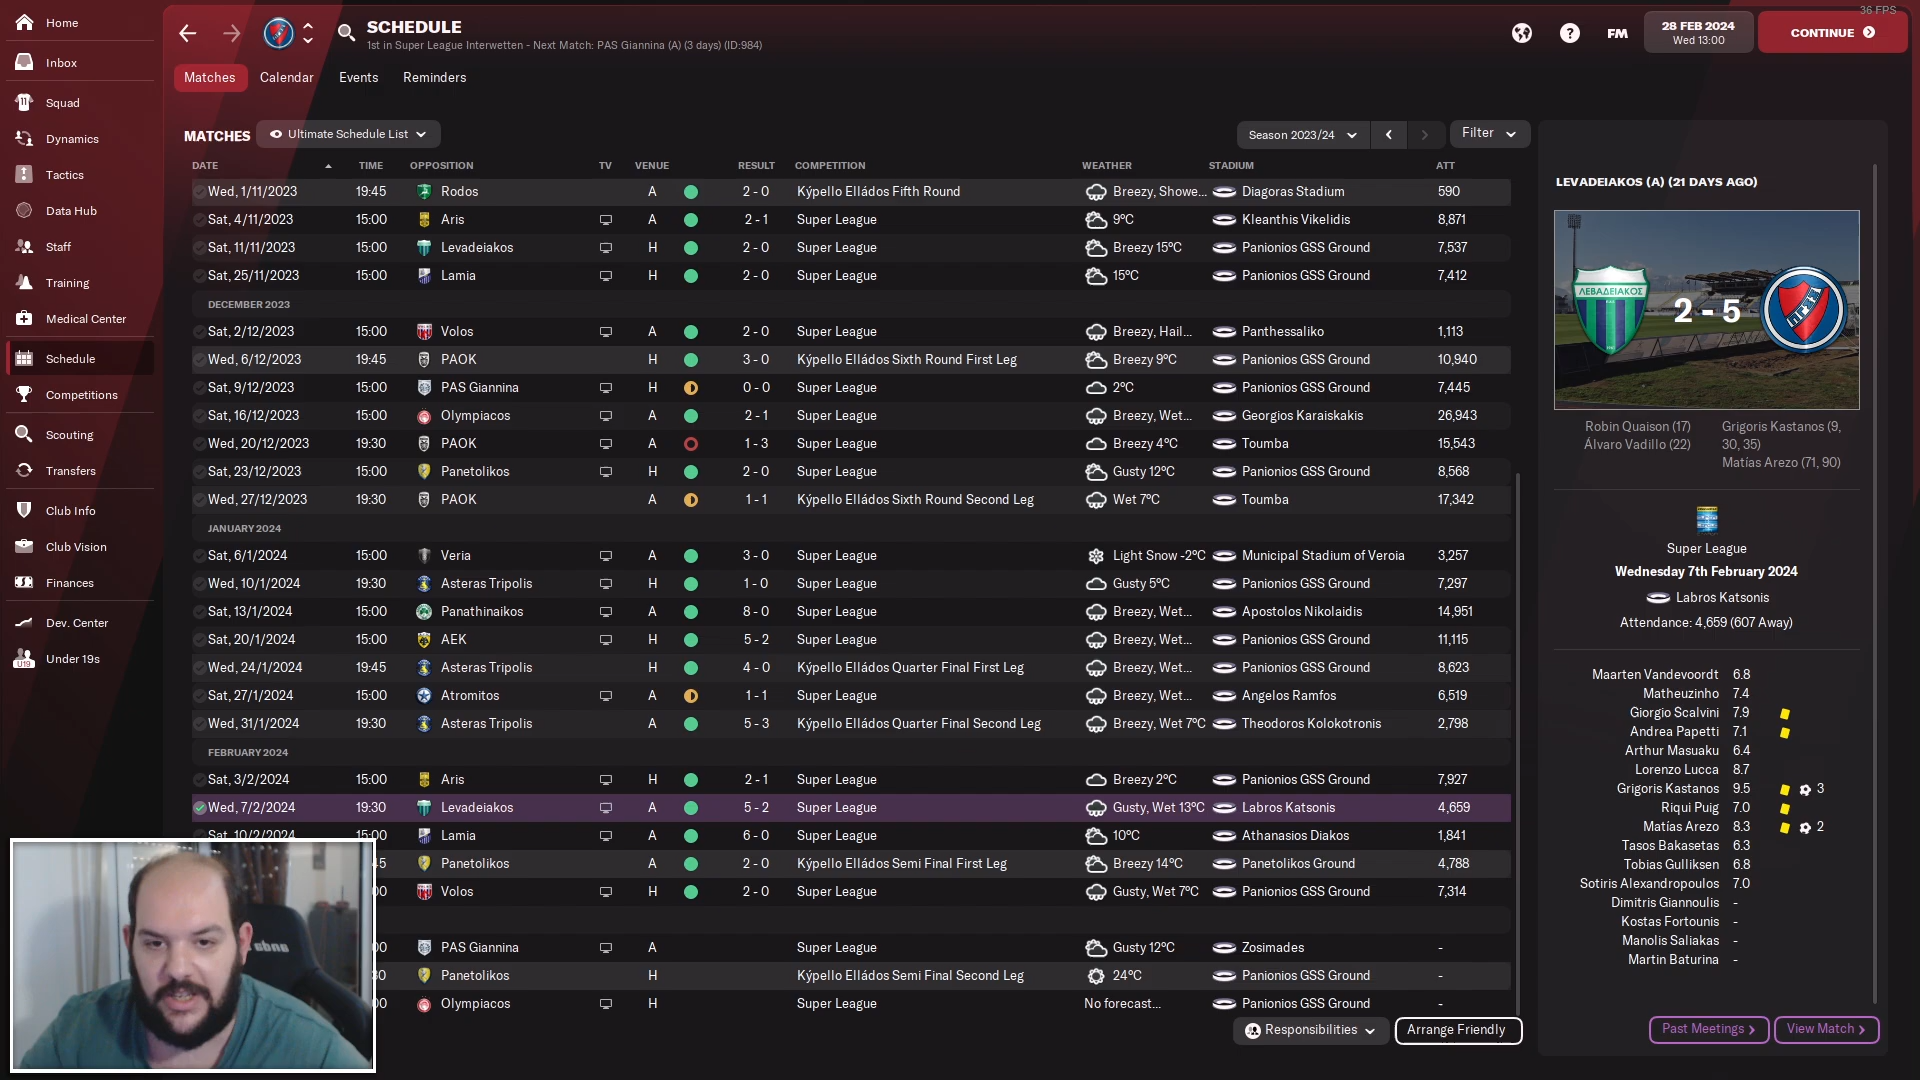 36 FPS
Home
Inbox
Squad
Dynamics
Tactics
Data Hub
Staff
Training
Medical Center
Schedule
Competitions
Scouting
Transfers
Club Info
Club Vision
Finances
Dev. Center
Under 19s
SCHEDULE
1st in Super League Interwetten - Next Match: PAS Giannina (A) (3 days) (ID:984)
FM
28 FEB 2024
Wed 13:00
CONTINUE
Matches Calendar Events Reminders
MATCHES Ultimate Schedule List Season 2023/24 Filter
DATE TIME OPPOSITION TV VENUE RESULT COMPETITION WEATHER STADIUM ATT
Wed, 1/11/2023 19:45 Rodos A 2 - 0 Kýpello Elládos Fifth Round Breezy, Showe... Diagoras Stadium 590
Sat, 4/11/2023 15:00 Aris A 2 - 1 Super League 9ºC Kleanthis Vikelidis 8,871
Sat, 11/11/2023 15:00 Levadeiakos H 2 - 0 Super League Breezy 15ºC Panionios GSS Ground 7,537
Sat, 25/11/2023 15:00 Lamia H 2 - 0 Super League 15ºC Panionios GSS Ground 7,412
DECEMBER 2023
Sat, 2/12/2023 15:00 Volos A 2 - 0 Super League Breezy, Hail... Panthessaliko 1,113
Wed, 6/12/2023 19:45 PAOK H 3 - 0 Kýpello Elládos Sixth Round First Leg Breezy 9ºC Panionios GSS Ground 10,940
Sat, 9/12/2023 15:00 PAS Giannina H 0 - 0 Super League 2ºC Panionios GSS Ground 7,445
Sat, 16/12/2023 15:00 Olympiacos A 2 - 1 Super League Breezy, Wet... Georgios Karaiskakis 26,943
Wed, 20/12/2023 19:30 PAOK A 1 - 3 Super League Breezy 4ºC Toumba 15,543
Sat, 23/12/2023 15:00 Panetolikos H 2 - 0 Super League Gusty 12ºC Panionios GSS Ground 8,568
Wed, 27/12/2023 19:30 PAOK A 1 - 1 Kýpello Elládos Sixth Round Second Leg Wet 7ºC Toumba 17,342
JANUARY 2024
Sat, 6/1/2024 15:00 Veria A 3 - 0 Super League Light Snow -2ºC Municipal Stadium of Veroia 3,257
Wed, 10/1/2024 19:30 Asteras Tripolis H 1 - 0 Super League Gusty 5ºC Panionios GSS Ground 7,297
Sat, 13/1/2024 15:00 Panathinaikos A 8 - 0 Super League Breezy, Wet... Apostolos Nikolaidis 14,951
Sat, 20/1/2024 15:00 AEK H 5 - 2 Super League Breezy, Wet... Panionios GSS Ground 11,115
Wed, 24/1/2024 19:45 Asteras Tripolis H 4 - 0 Kýpello Elládos Quarter Final First Leg Breezy, Wet... Panionios GSS Ground 8,623
Sat, 27/1/2024 15:00 Atromitos A 1 - 1 Super League Breezy, Wet... Angelos Ramfos 6,519
Wed, 31/1/2024 19:30 Asteras Tripolis A 5 - 3 Kýpello Elládos Quarter Final Second Leg Breezy, Wet 7ºC Theodoros Kolokotronis 2,798
FEBRUARY 2024
Sat, 3/2/2024 15:00 Aris H 2 - 1 Super League Breezy 2ºC Panionios GSS Ground 7,927
Wed, 7/2/2024 19:30 Levadeiakos A 5 - 2 Super League Gusty, Wet 13ºC Labros Katsonis 4,659
Sat, 10/2/2024 15:00 Lamia A 6 - 0 Super League 10ºC Athanasios Diakos 1,841
45 Panetolikos A 2 - 0 Kýpello Elládos Semi Final First Leg Breezy 14ºC Panetolikos Ground 4,788
00 Volos H 2 - 0 Super League Gusty, Wet 7ºC Panionios GSS Ground 7,314
00 PAS Giannina A Super League Gusty 12ºC Zosimades -
30 Panetolikos H Kýpello Elládos Semi Final Second Leg 24ºC Panionios GSS Ground -
00 Olympiacos H Super League No forecast... Panionios GSS Ground -
Responsibilities Arrange Friendly
LEVADEIAKOS (A) (21 DAYS AGO)
ΛΕΒΑΔΕΙΑΚΟΣ
2 - 5
Robin Quaison (17)
Álvaro Vadillo (22)
Grigoris Kastanos (9,
30, 35)
Matías Arezo (71, 90)
Super League
Wednesday 7th February 2024
Labros Katsonis
Attendance: 4,659 (607 Away)
Maarten Vandevoordt 6.8
Matheuzinho 7.4
Giorgio Scalvini 7.9
Andrea Papetti 7.1
Arthur Masuaku 6.4
Lorenzo Lucca 8.7
Grigoris Kastanos 9.5 3
Riqui Puig 7.0
Matías Arezo 8.3 2
Tasos Bakasetas 6.3
Tobias Gulliksen 6.8
Sotiris Alexandropoulos 7.0
Dimitris Giannoulis -
Kostas Fortounis -
Manolis Saliakas -
Martin Baturina -
Past Meetings View Match